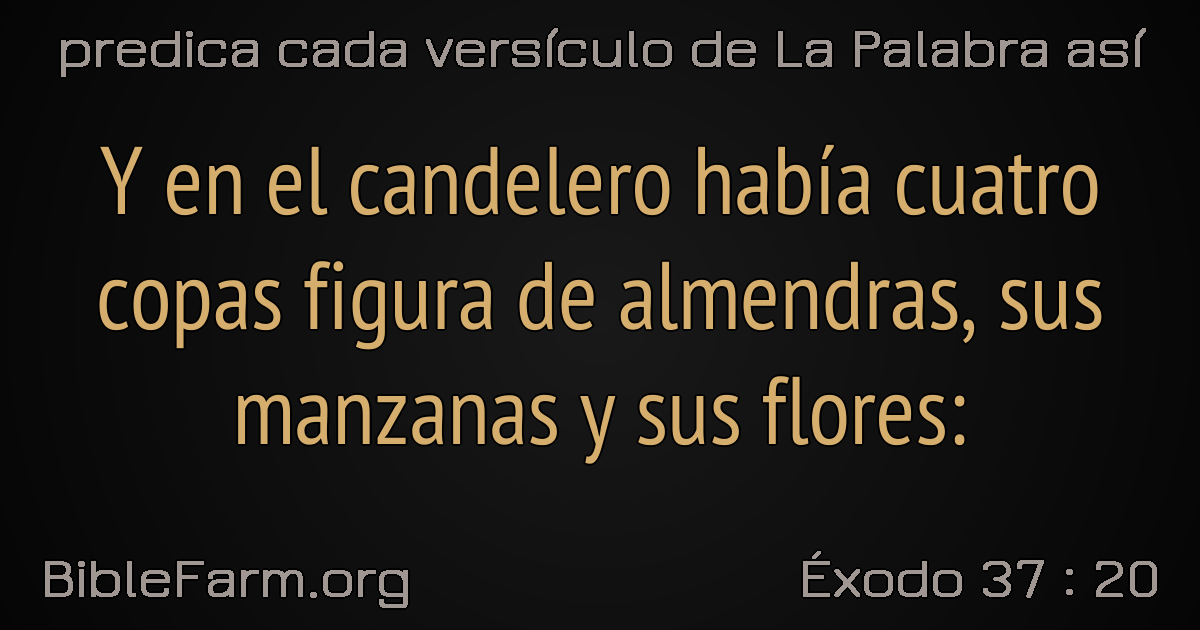 predica cada versículo de La Palabra así
Y en el candelero había cuatro
copas figura de almendras, sus
manzanas y sus flores:
BibleFarm.org
Éxodo 37 : 20